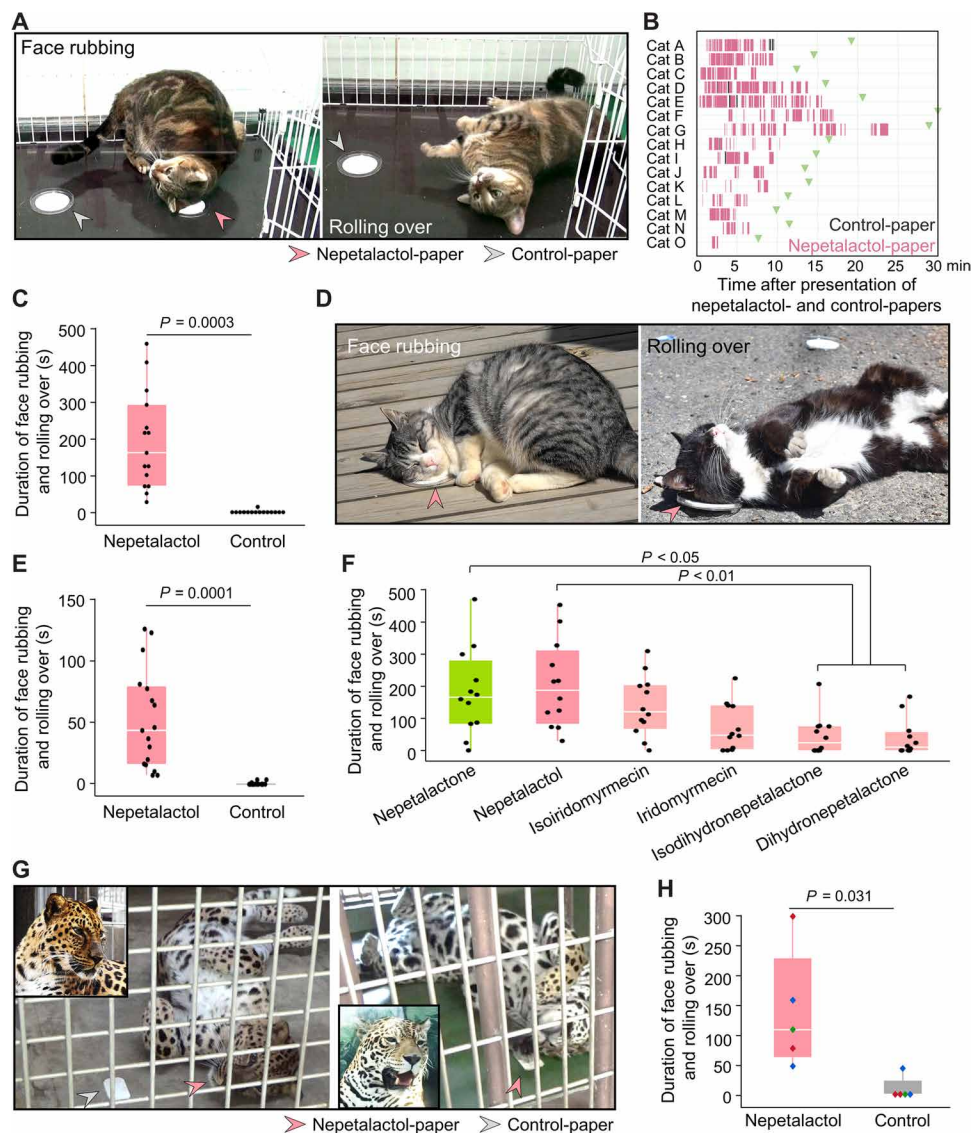 A
Face rubbing
Rolling over
Nepetalactol-paper
Control-paper
B
Cat A
Cat B
Cat C
Cat D
Cat E
Cat F
Cat G
Cat H
Cat I
Cat J
Cat K
Cat L
Cat M
Cat N
Cat O
Control-paper
Nepetalactol-paper
0 5 10 15 20 25 30 min
Time after presentation of
nepetalactol- and control-papers
C
Duration of face rubbing
and rolling over (s)
500
400
300
200
100
0
P = 0.0003
Nepetalactol
Control
D
Face rubbing
Rolling over
E
Duration of face rubbing
and rolling over (s)
150
100
50
0
P = 0.0001
Nepetalactol
Control
F
P < 0.05
P < 0.01
Duration of face rubbing
and rolling over (s)
500
400
300
200
100
0
Nepetalactone
Nepetalactol
Isoiridomyrmecin
Iridomyrmecin
Isodihydronepetalactone
Dihydronepetalactone
G
Nepetalactol-paper
Control-paper
H
P = 0.031
Duration of face rubbing
and rolling over (s)
300
250
200
150
100
50
0
Nepetalactol
Control